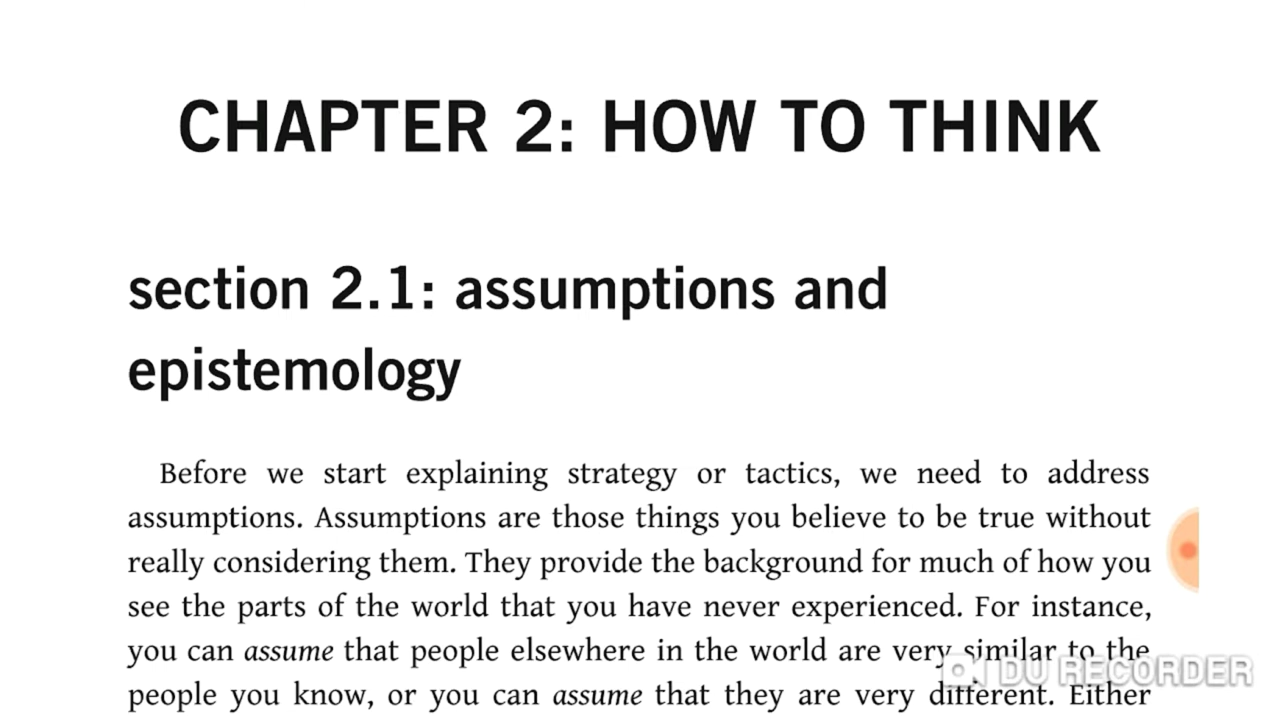 CHAPTER 2: HOW TO THINK
section 2.1: assumptions and
epistemology
Before we start explaining strategy or tactics, we need to address
assumptions. Assumptions are those things you believe to be true without
really considering them. They provide the background for much of how you
see the parts of the world that you have never experienced. For instance,
you can assume that people elsewhere in the world are very similar to the
people you know, or you can assume that they are very different. Either
DU RECORDER